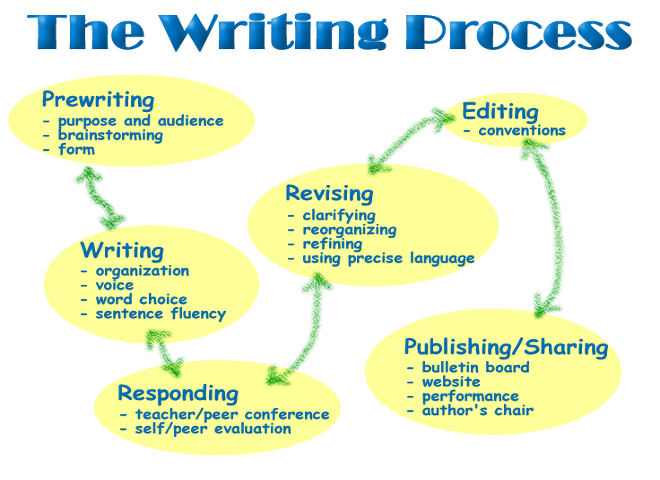 The Writing Process
Prewriting
- purpose and audience
- brainstorming
- form
Writing
- organization
- voice
- word choice
- sentence fluency
Responding
- teacher/peer conference
- self/peer evaluation
Revising
- clarifying
- reorganizing
- refining
- using precise language
Editing
- conventions
Publishing/Sharing
- bulletin board
- website
- performance
- author's chair